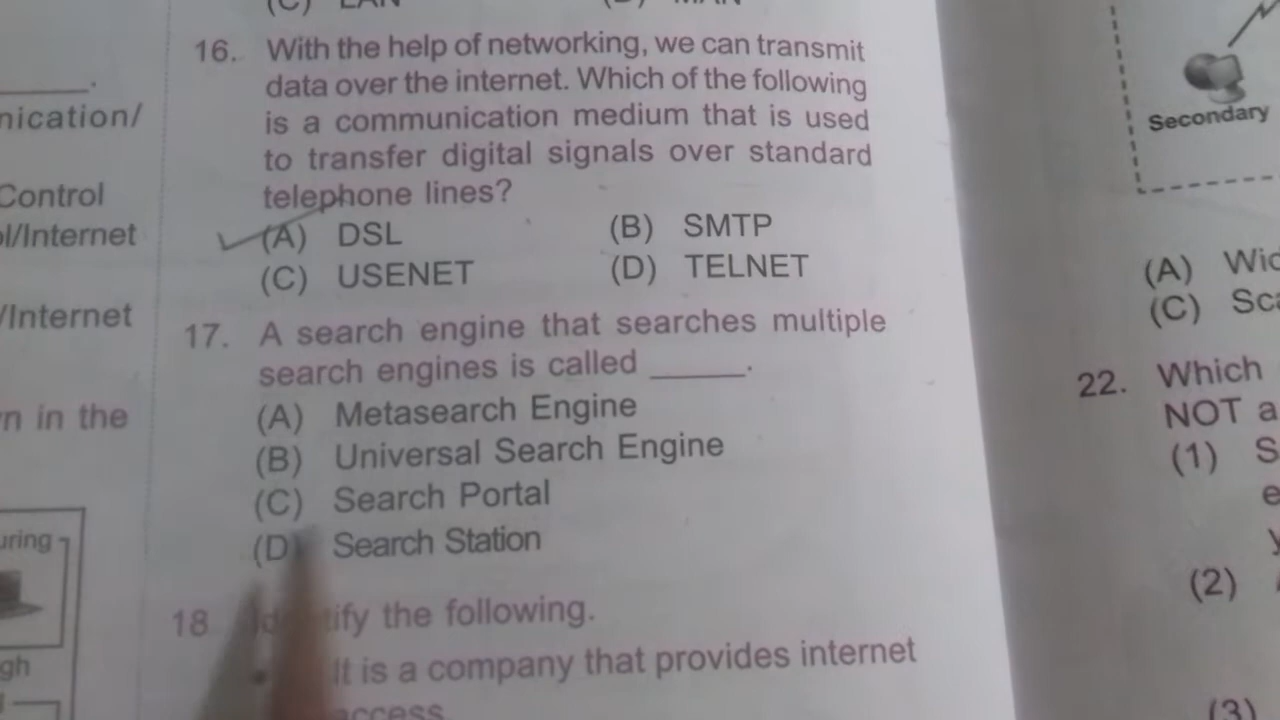 nication/
Control
l/Internet
/Internet
n in the
uring
gh
16. With the help of networking, we can transmit
data over the internet. Which of the following
is a communication medium that is used
to transfer digital signals over standard
telephone lines?
(A) DSL (B) SMTP
(C) USENET (D) TELNET
17. A search engine that searches multiple
search engines is called _____.
(A) Metasearch Engine
(B) Universal Search Engine
(C) Search Portal
(D) Search Station
18 tify the following.
• It is a company that provides internet
access
Secondary
(A) Wic
(C) Sc
22. Which
NOT a
(1) S
e
y
(2)
(3)